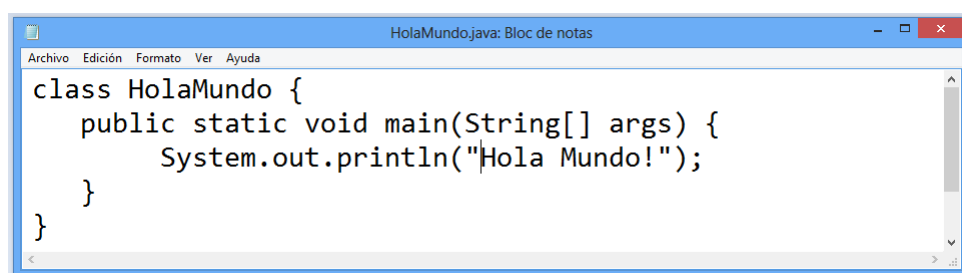 HolaMundo.java: Bloc de notas
Archivo Edición Formato Ver Ayuda
class HolaMundo {
public static void main(String[] args) {
System.out.println("Hola Mundo!");
}
}